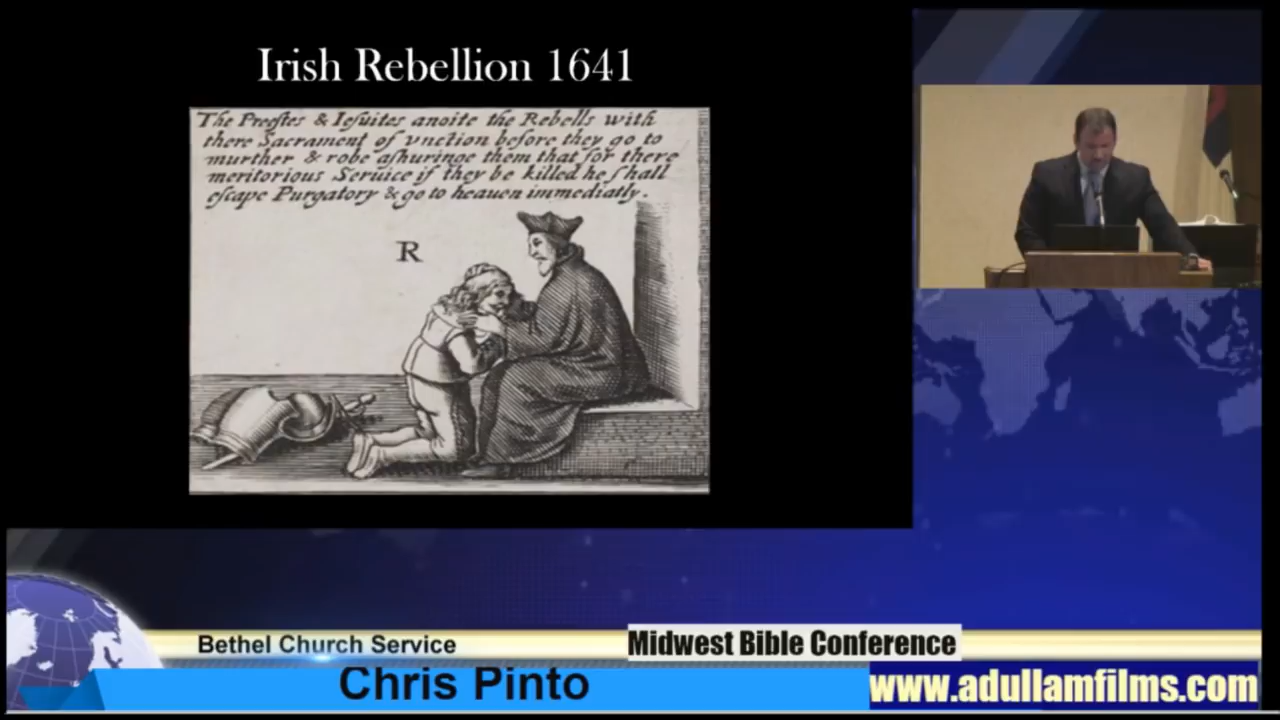 Irish Rebellion 1641
The Preestes & Iesuites anoite the Rebells with
there Sacrament of vnction before they go to
murther & robe aſhuringe them that for there
meritorious Seruice if they be killed he ſhall
eſcape Purgatory & go to heauen immediatly.
R
Bethel Church Service
Midwest Bible Conference
Chris Pinto
www.adullamfilms.com